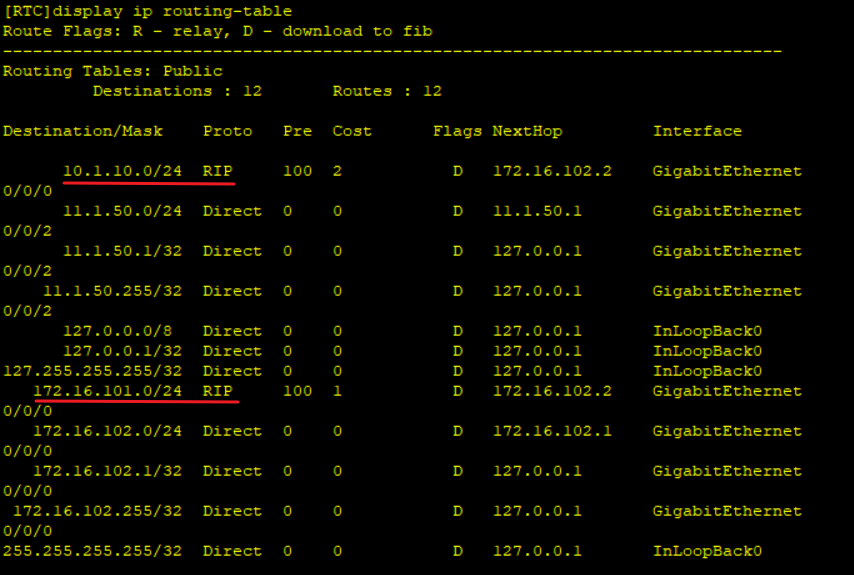 [RTC]display ip routing-table
Route Flags: R - relay, D - download to fib
------------------------------------------------------------------------------
Routing Tables: Public
         Destinations : 12       Routes : 12

Destination/Mask    Proto   Pre  Cost      Flags NextHop         Interface

      10.1.10.0/24  RIP     100  2           D   172.16.102.2    GigabitEthernet
0/0/0
      11.1.50.0/24  Direct  0    0           D   11.1.50.1       GigabitEthernet
0/0/2
      11.1.50.1/32  Direct  0    0           D   127.0.0.1       GigabitEthernet
0/0/2
    11.1.50.255/32  Direct  0    0           D   127.0.0.1       GigabitEthernet
0/0/2
      127.0.0.0/8   Direct  0    0           D   127.0.0.1       InLoopBack0
      127.0.0.1/32  Direct  0    0           D   127.0.0.1       InLoopBack0
127.255.255.255/32  Direct  0    0           D   127.0.0.1       InLoopBack0
   172.16.101.0/24  RIP     100  1           D   172.16.102.2    GigabitEthernet
0/0/0
   172.16.102.0/24  Direct  0    0           D   172.16.102.1    GigabitEthernet
0/0/0
   172.16.102.1/32  Direct  0    0           D   127.0.0.1       GigabitEthernet
0/0/0
 172.16.102.255/32  Direct  0    0           D   127.0.0.1       GigabitEthernet
0/0/0
255.255.255.255/32  Direct  0    0           D   127.0.0.1       InLoopBack0